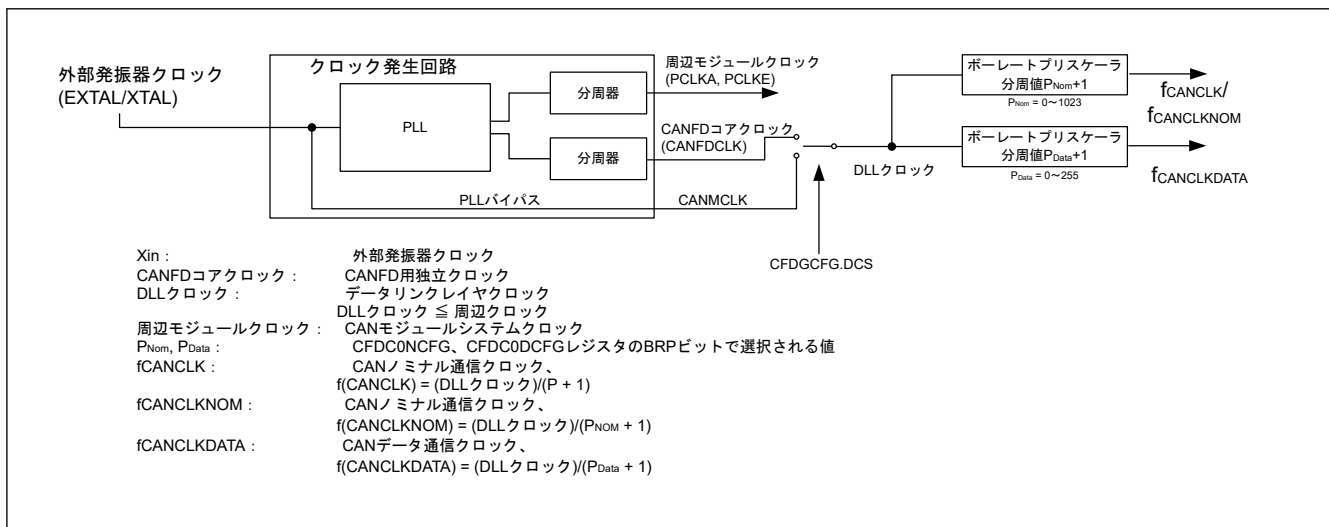 外部発振器クロック
(EXTAL/XTAL)
クロック発生回路
PLL
分周器
分周器
周辺モジュールクロック
(PCLKA, PCLKE)
CANFDコアクロック
(CANFDCLK)
PLLバイパス
CANMCLK
CFDGCFG.DCS
DLLクロック
ボーレートプリスケーラ
分周値PNom+1
PNom = 0～1023
fCANCLK/
fCANCLKNOM
ボーレートプリスケーラ
分周値PData+1
PData = 0～255
fCANCLKDATA
Xin： 外部発振器クロック
CANFDコアクロック： CANFD用独立クロック
DLLクロック： データリンクレイヤクロック
DLLクロック ≦ 周辺クロック
周辺モジュールクロック： CANモジュールシステムクロック
PNom, PData： CFDC0NCFG、CFDC0DCFGレジスタのBRPビットで選択される値
fCANCLK： CANノミナル通信クロック、
f(CANCLK) = (DLLクロック)/(P + 1)
fCANCLKNOM： CANノミナル通信クロック、
f(CANCLKNOM) = (DLLクロック)/(PNOM + 1)
fCANCLKDATA： CANデータ通信クロック、
f(CANCLKDATA) = (DLLクロック)/(PData + 1)